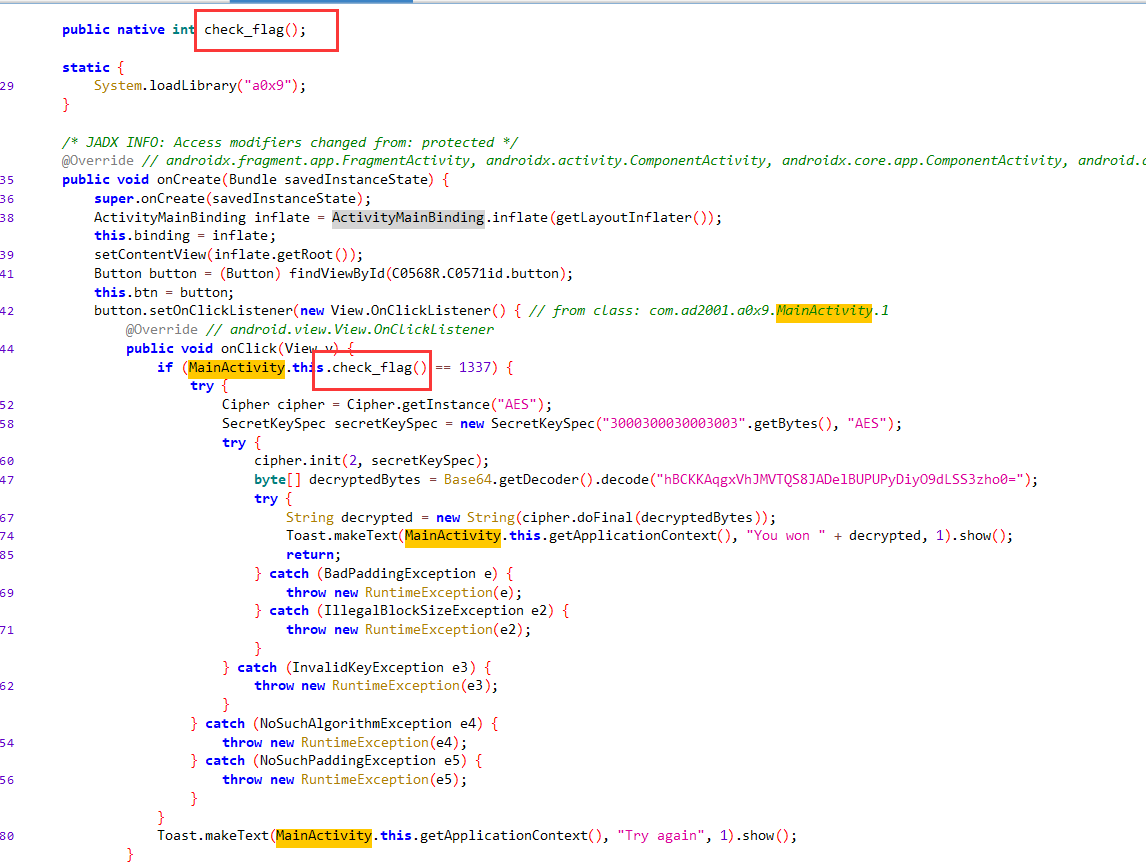 public native int check_flag();
static {
29 System.loadLibrary("a0x9");
}
/* JADX INFO: Access modifiers changed from: protected */
@Override // androidx.fragment.app.FragmentActivity, androidx.activity.ComponentActivity, androidx.core.app.ComponentActivity, android.
35 public void onCreate(Bundle savedInstanceState) {
36 super.onCreate(savedInstanceState);
38 ActivityMainBinding inflate = ActivityMainBinding.inflate(getLayoutInflater());
this.binding = inflate;
39 setContentView(inflate.getRoot());
41 Button button = (Button) findViewById(C0568R.C0571id.button);
this.btn = button;
42 button.setOnClickListener(new View.OnClickListener() { // from class: com.ad2001.a0x9.MainActivity.1
@Override // android.view.View.OnClickListener
44 public void onClick(View v) {
if (MainActivity.this.check_flag() == 1337) {
try {
52 Cipher cipher = Cipher.getInstance("AES");
58 SecretKeySpec secretKeySpec = new SecretKeySpec("3000300030003003".getBytes(), "AES");
try {
60 cipher.init(2, secretKeySpec);
47 byte[] decryptedBytes = Base64.getDecoder().decode("hBCKKAqgxVhJMVTQS8JADelBUPUPyDiyO9dLSS3zho0=");
try {
67 String decrypted = new String(cipher.doFinal(decryptedBytes));
74 Toast.makeText(MainActivity.this.getApplicationContext(), "You won " + decrypted, 1).show();
85 return;
} catch (BadPaddingException e) {
69 throw new RuntimeException(e);
} catch (IllegalBlockSizeException e2) {
71 throw new RuntimeException(e2);
}
} catch (InvalidKeyException e3) {
62 throw new RuntimeException(e3);
}
} catch (NoSuchAlgorithmException e4) {
54 throw new RuntimeException(e4);
} catch (NoSuchPaddingException e5) {
56 throw new RuntimeException(e5);
}
}
80 Toast.makeText(MainActivity.this.getApplicationContext(), "Try again", 1).show();
}